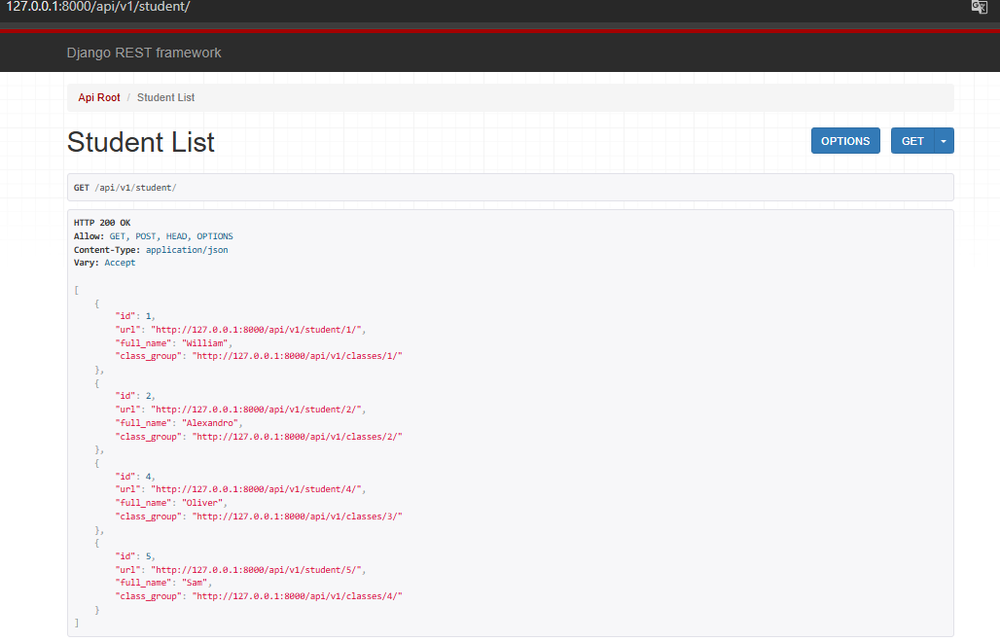 127.0.0.1:8000/api/v1/student/
Django REST framework
Api Root / Student List
Student List
OPTIONS
GET
GET /api/v1/student/
HTTP 200 OK
Allow: GET, POST, HEAD, OPTIONS
Content-Type: application/json
Vary: Accept
[
{
"id": 1,
"url": "http://127.0.0.1:8000/api/v1/student/1/",
"full_name": "William",
"class_group": "http://127.0.0.1:8000/api/v1/classes/1/"
},
{
"id": 2,
"url": "http://127.0.0.1:8000/api/v1/student/2/",
"full_name": "Alexandro",
"class_group": "http://127.0.0.1:8000/api/v1/classes/2/"
},
{
"id": 4,
"url": "http://127.0.0.1:8000/api/v1/student/4/",
"full_name": "Oliver",
"class_group": "http://127.0.0.1:8000/api/v1/classes/3/"
},
{
"id": 5,
"url": "http://127.0.0.1:8000/api/v1/student/5/",
"full_name": "Sam",
"class_group": "http://127.0.0.1:8000/api/v1/classes/4/"
}
]